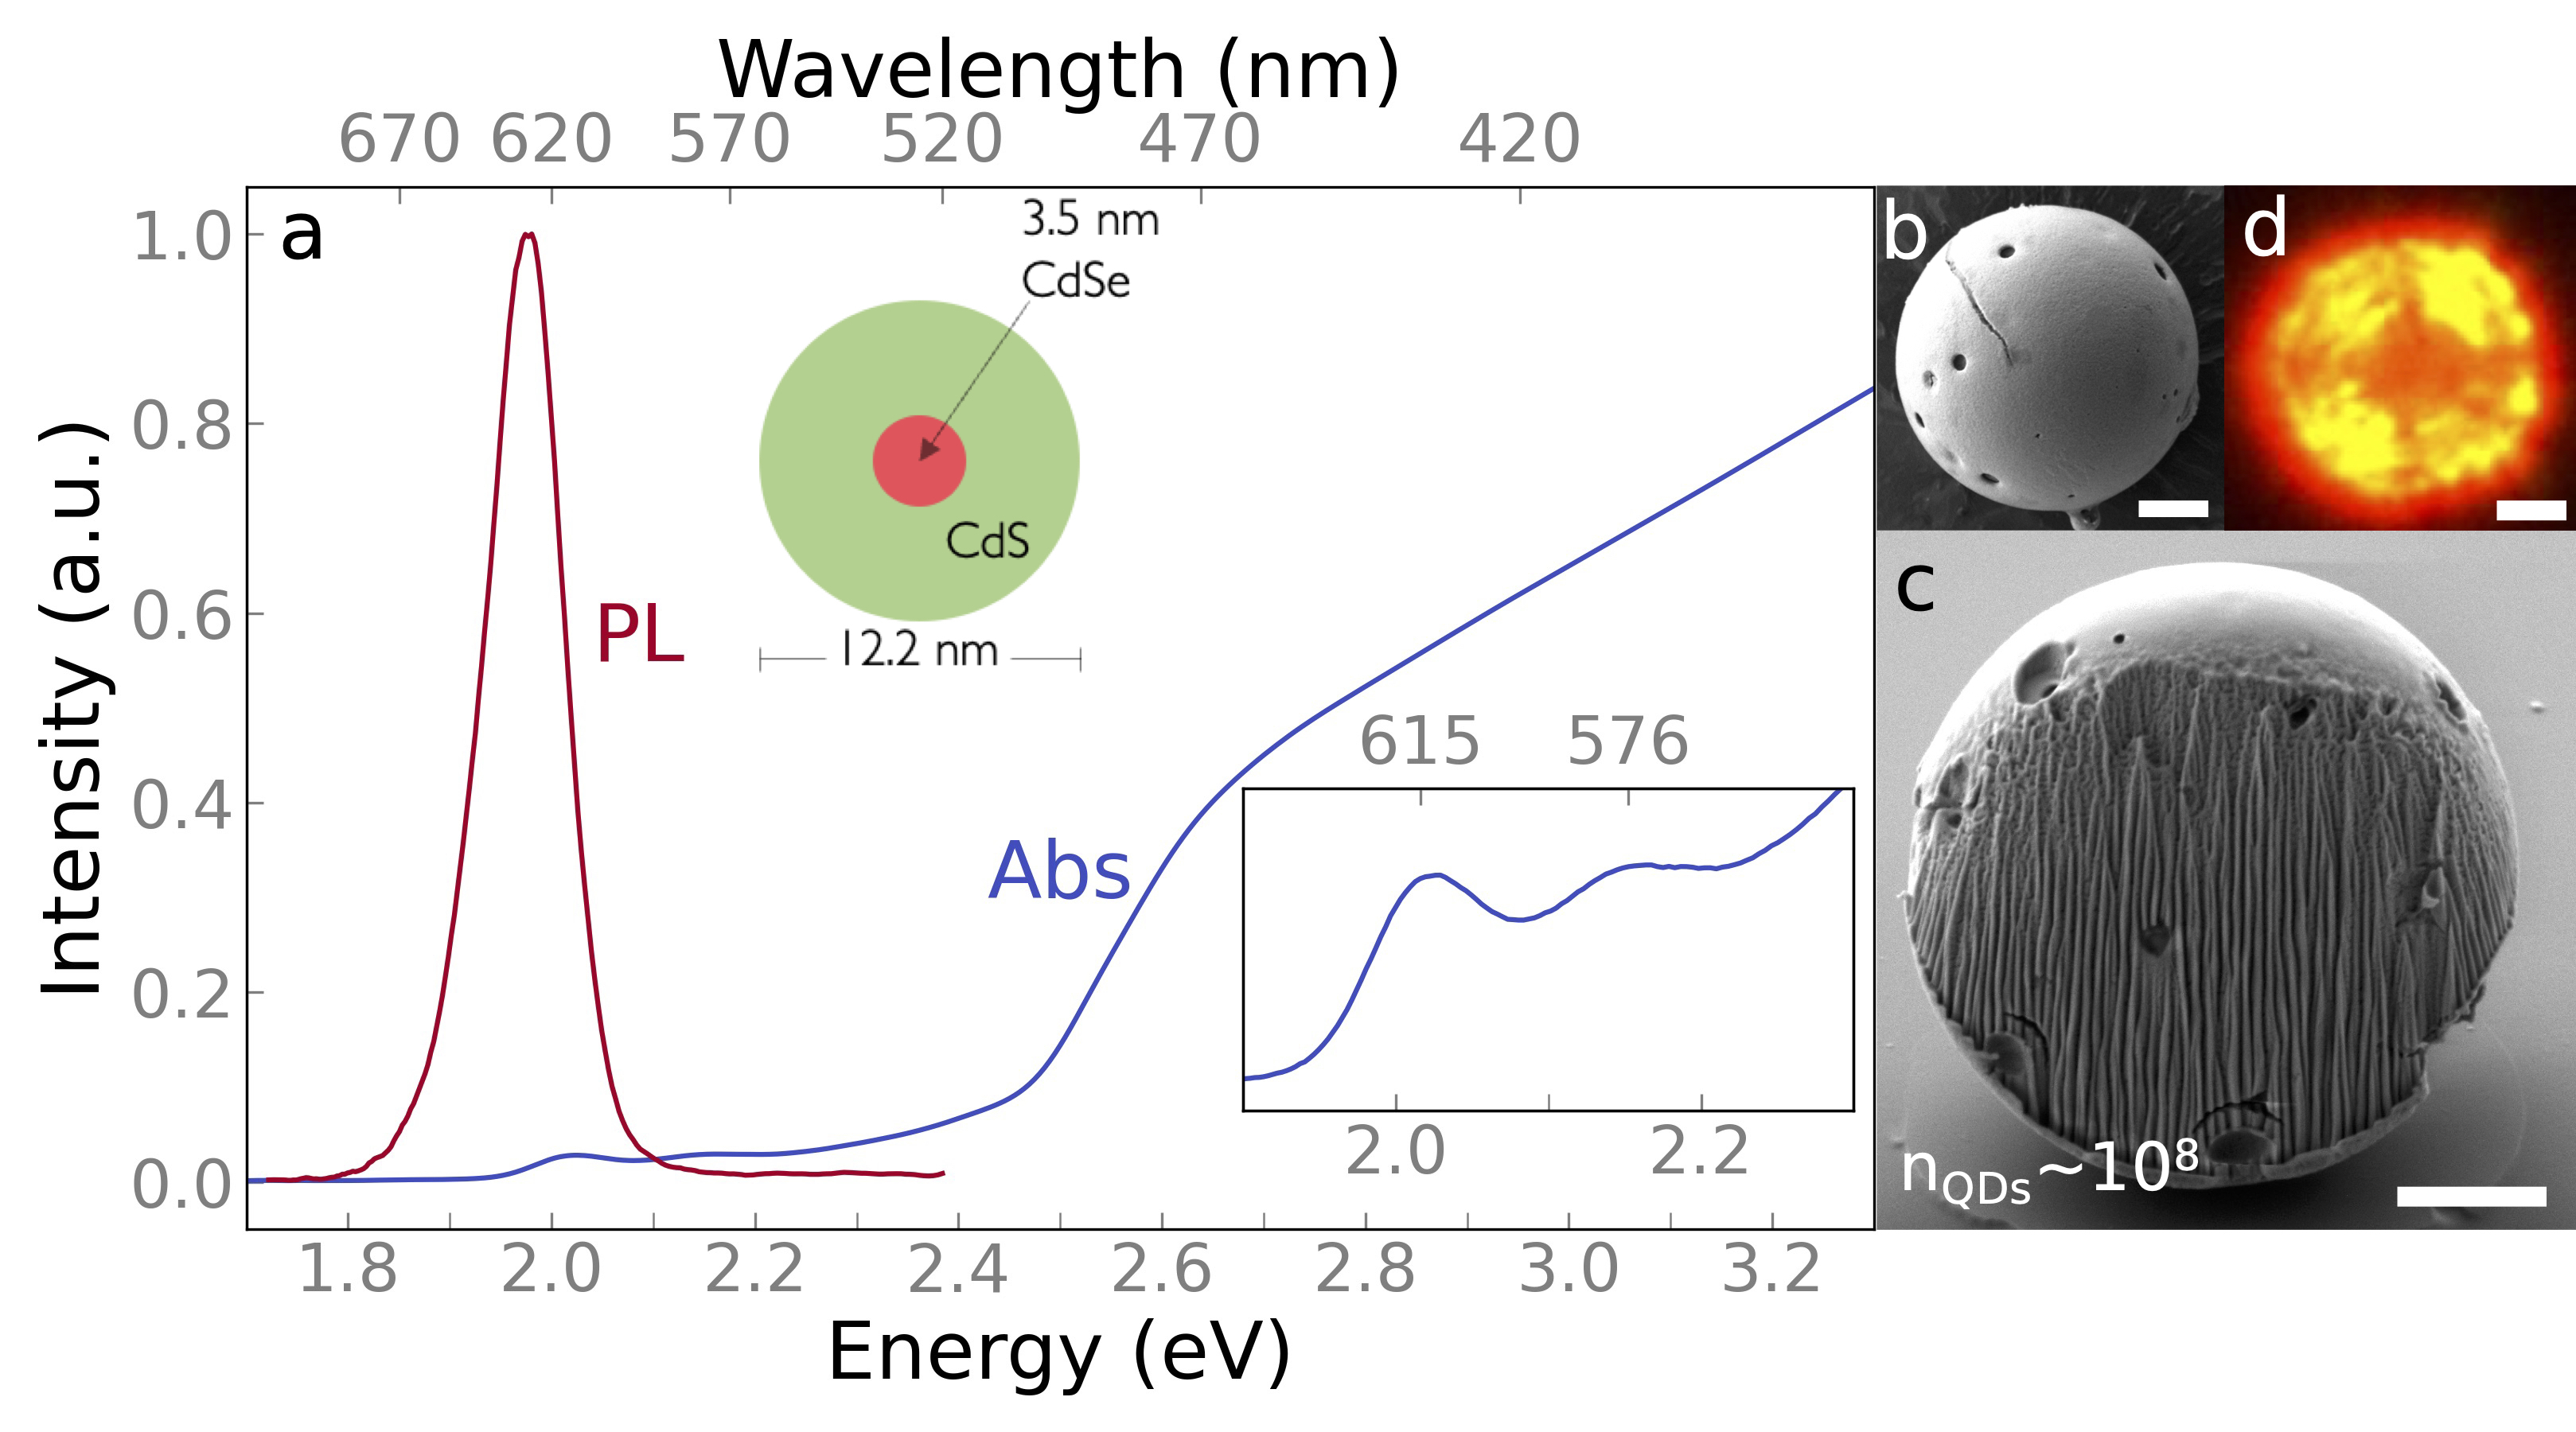 Wavelength (nm)
670 620 570 520 470 420
a
b
d
c
1.0
0.8
0.6
0.4
0.2
0.0
Intensity (a.u.)
3.5 nm
CdSe
CdS
12.2 nm
PL
Abs
615 576
2.0 2.2
nQDs~10⁸
1.8 2.0 2.2 2.4 2.6 2.8 3.0 3.2
Energy (eV)